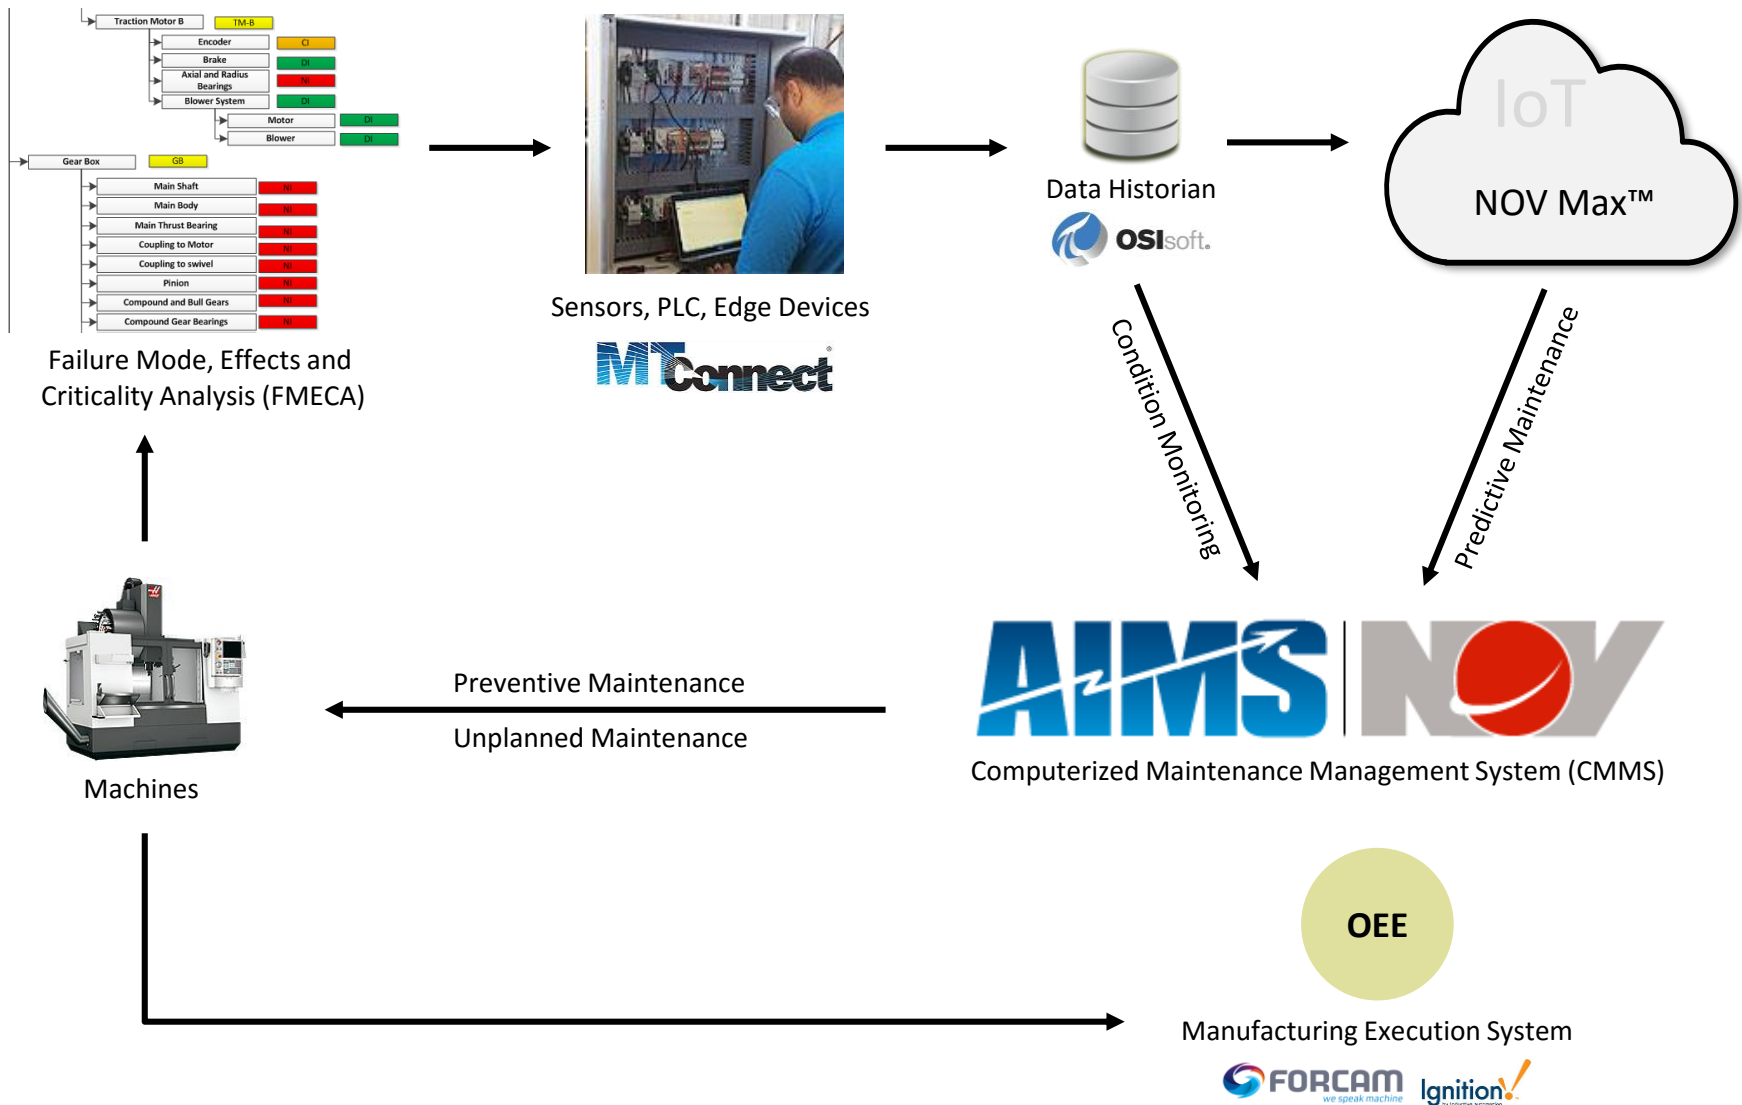 Traction Motor B TM-B
Encoder CI
Brake DI
Axial and Radius
Bearings NI
Blower System DI
Motor DI
Blower DI
Gear Box GB
Main Shaft NI
Main Body NI
Main Thrust Bearing NI
Coupling to Motor NI
Coupling to swivel NI
Pinion NI
Compound and Bull Gears NI
Compound Gear Bearings NI
Failure Mode, Effects and
Criticality Analysis (FMECA)
Sensors, PLC, Edge Devices
MTConnect®
Data Historian
OSIsoft.
IoT
NOV Max™
Condition Monitoring
Predictive Maintenance
AIMS NOV
Computerized Maintenance Management System (CMMS)
Preventive Maintenance
Unplanned Maintenance
Machines
OEE
Manufacturing Execution System
FORCAM
we speak machine
Ignition!
by inductive automation